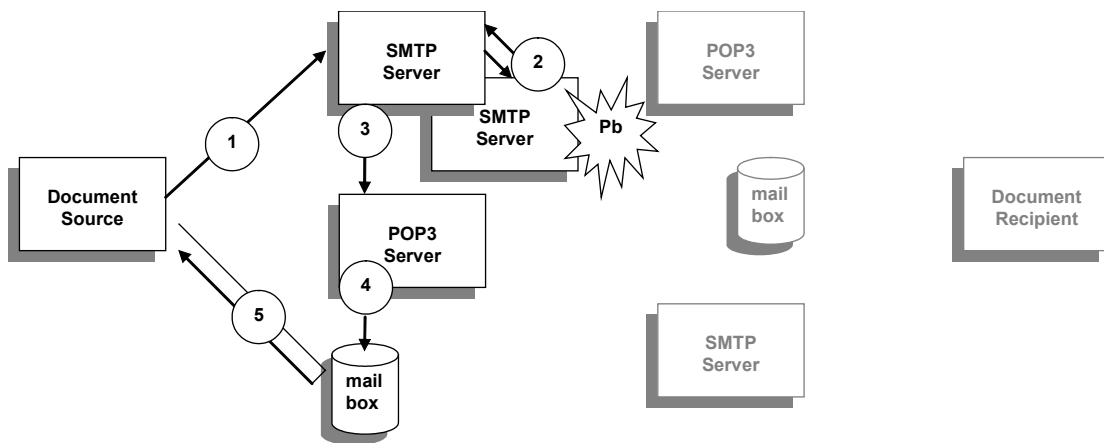 SMTP
Server
2
POP3
Server
SMTP
Server
Pb
3
1
Document
Source
mail
box
Document
Recipient
POP3
Server
4
5
SMTP
Server
mail
box